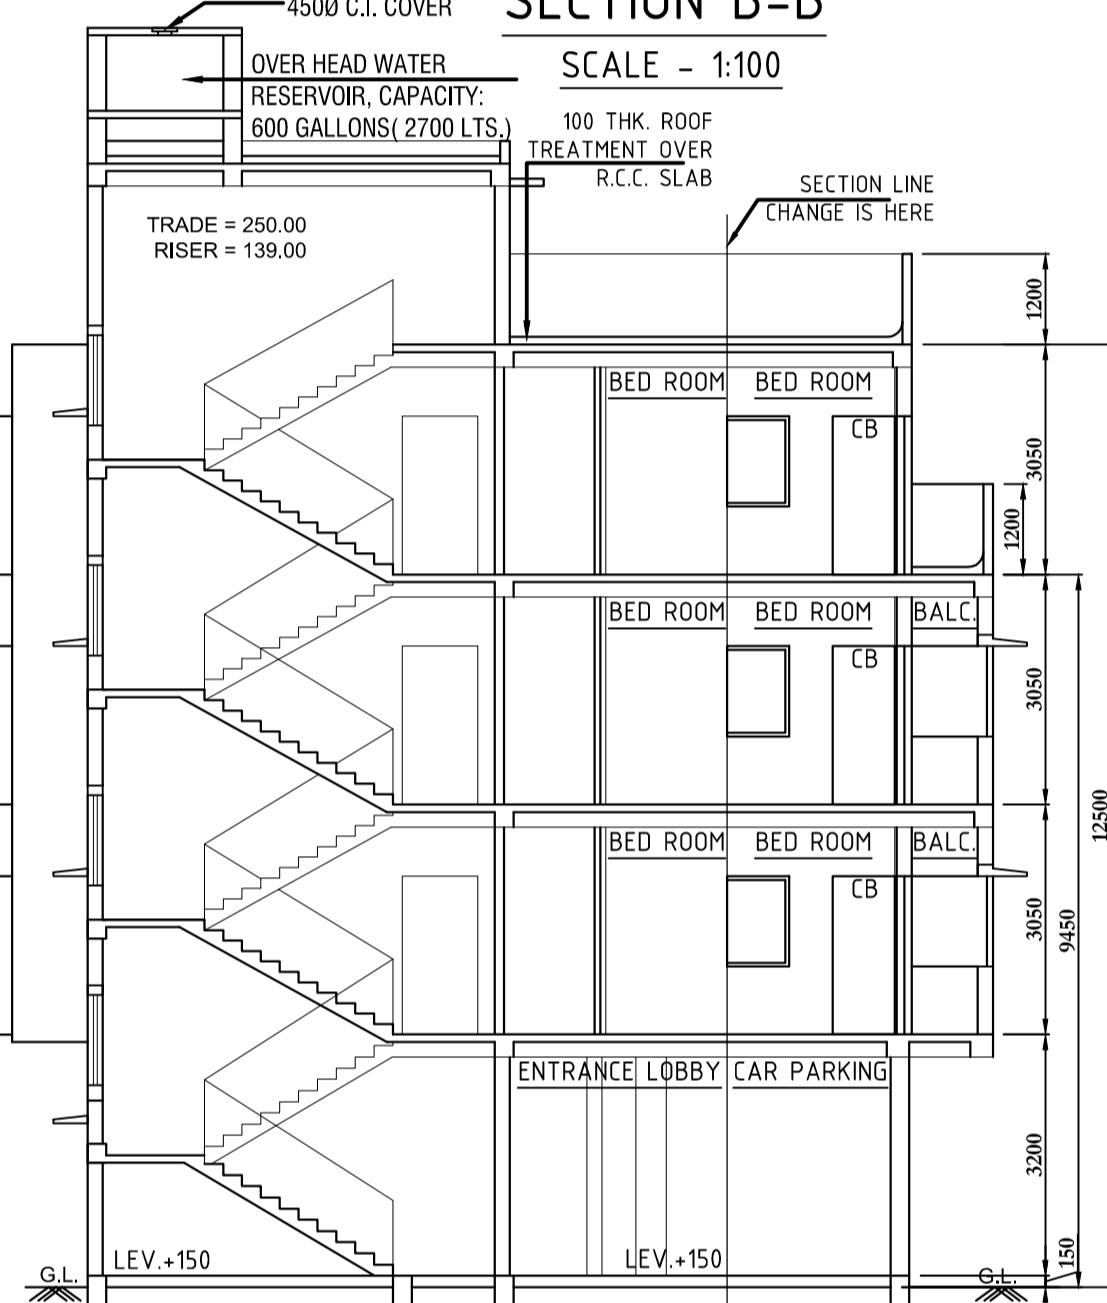 450Ø C.I. COVER
SECTION B-B
SCALE - 1:100
OVER HEAD WATER
RESERVOIR, CAPACITY:
600 GALLONS( 2700 LTS.)
100 THK. ROOF
TREATMENT OVER
R.C.C. SLAB
SECTION LINE
CHANGE IS HERE
TRADE = 250.00
RISER = 139.00
1200
BED ROOM BED ROOM
CB
3050
1200
BED ROOM BED ROOM BALC.
CB
3050
12500
BED ROOM BED ROOM BALC.
CB
3050
9450
ENTRANCE LOBBY CAR PARKING
3200
LEV.+150
LEV.+150
150
G.L.
G.L.